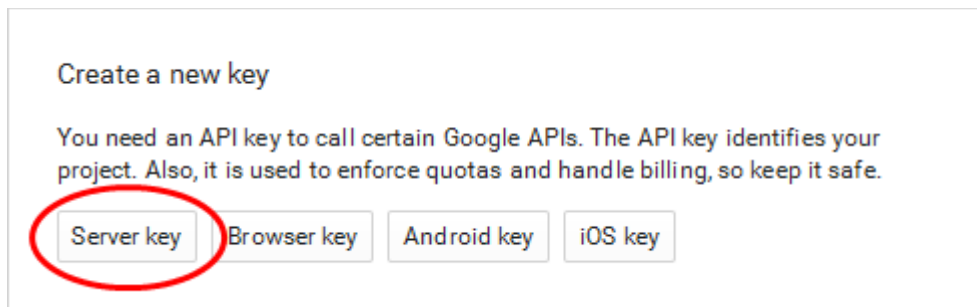 Create a new key
You need an API key to call certain Google APIs. The API key identifies your
project. Also, it is used to enforce quotas and handle billing, so keep it safe.
Server key Browser key Android key iOS key